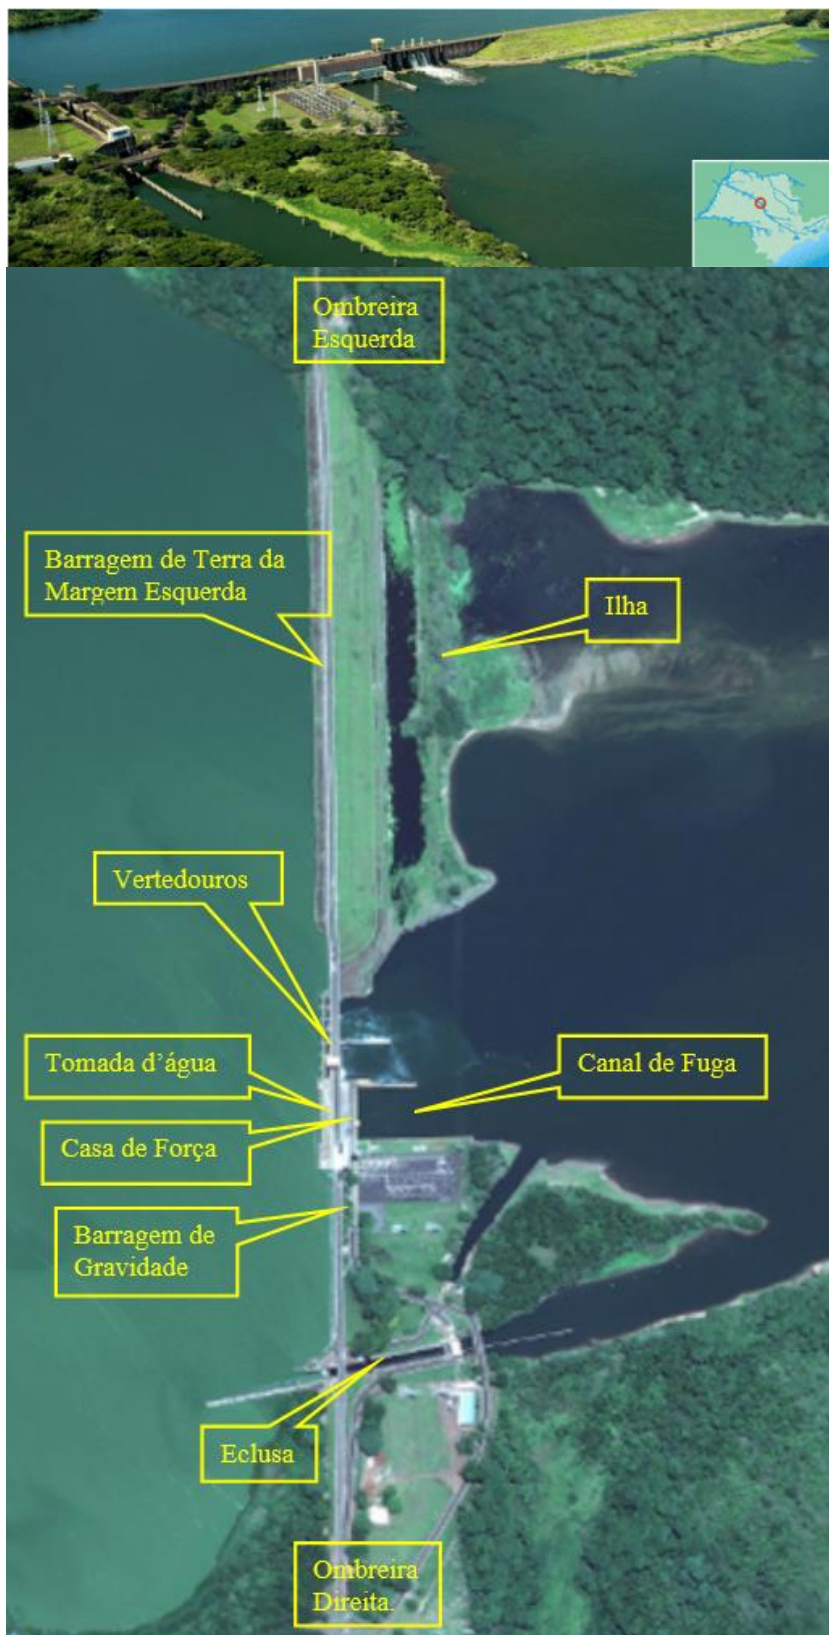 Ombreira
Esquerda
Barragem de Terra da
Margem Esquerda
Ilha
Vertedouros
Tomada d’água
Canal de Fuga
Casa de Força
Barragem de
Gravidade
Eclusa
Ombreira
Direita.